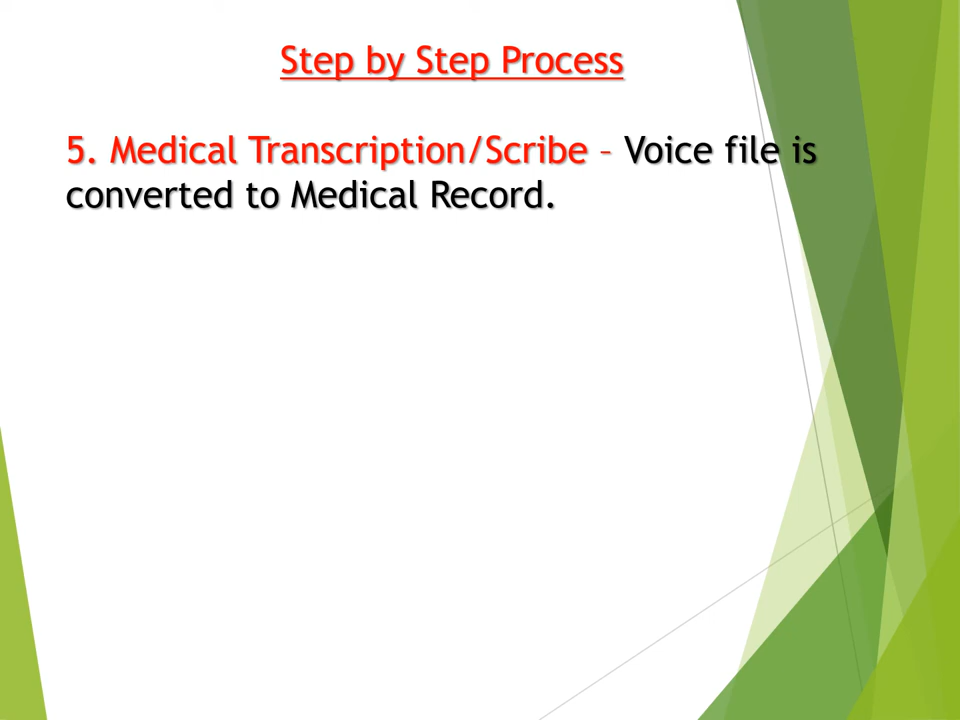 Step by Step Process
5. Medical Transcription/Scribe – Voice file is
converted to Medical Record.